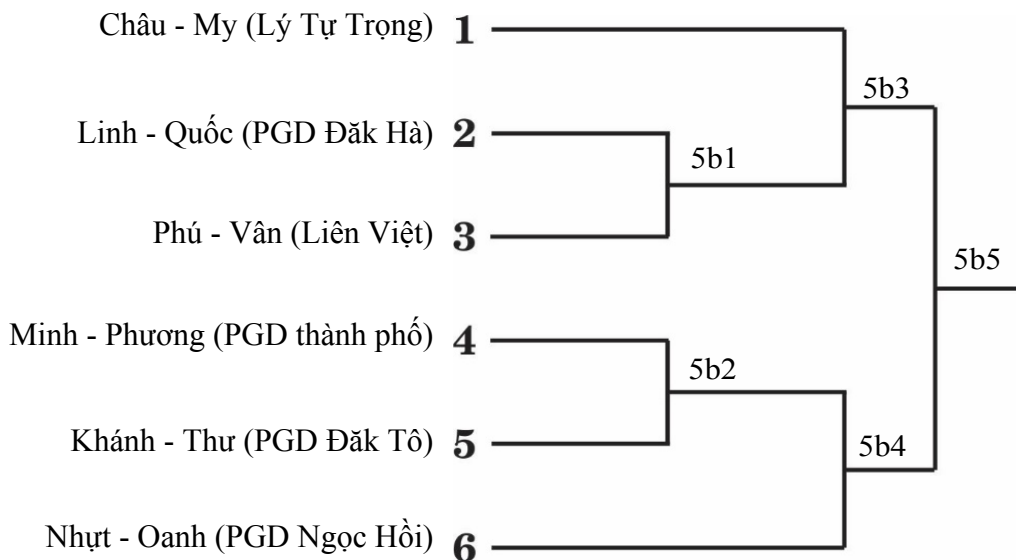 Châu - My (Lý Tự Trọng) 1
5b3
Linh - Quốc (PGD Đăk Hà) 2
5b1
Phú - Vân (Liên Việt) 3
5b5
Minh - Phương (PGD thành phố) 4
5b2
Khánh - Thư (PGD Đăk Tô) 5
5b4
Nhựt - Oanh (PGD Ngọc Hồi) 6